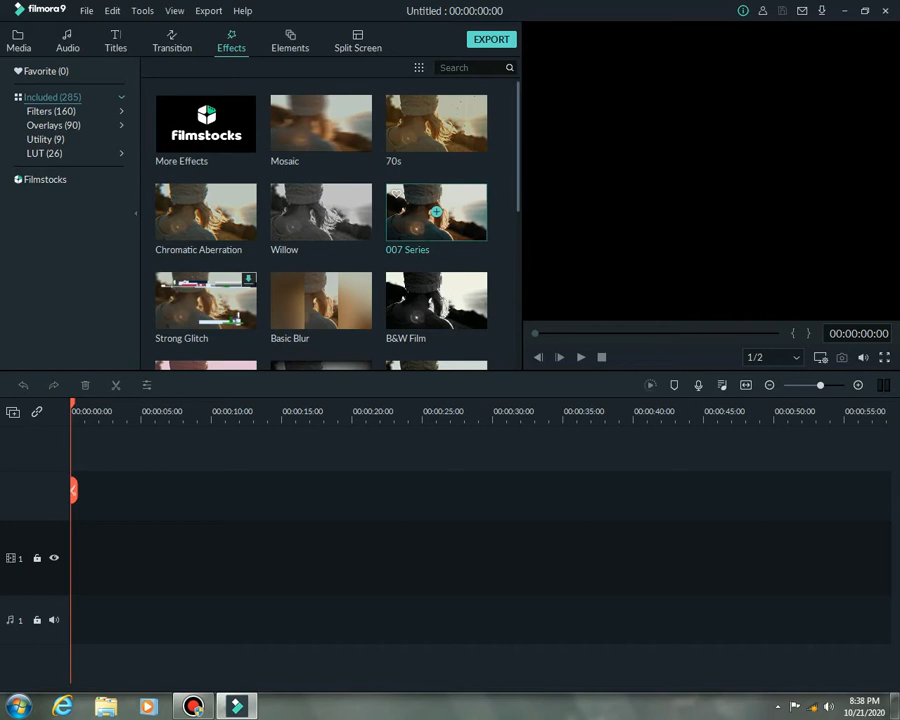 filmora 9 File Edit Tools View Export Help Untitled : 00:00:00:00
Media Audio Titles Transition Effects Elements Split Screen EXPORT
Favorite (0)
Search
Included (285)
Filters (160)
Overlays (90)
Utility (9)
LUT (26)
Filmstocks
filmstocks
More Effects Mosaic 70s
Chromatic Aberration Willow 007 Series
Strong Glitch Basic Blur B&W Film
{ } 00:00:00:00
1/2
00:00:00:00 00:00:05:00 00:00:10:00 00:00:15:00 00:00:20:00 00:00:25:00 00:00:30:00 00:00:35:00 00:00:40:00 00:00:45:00 00:00:50:00 00:00:55:00
1
1
8:38 PM
10/21/2020